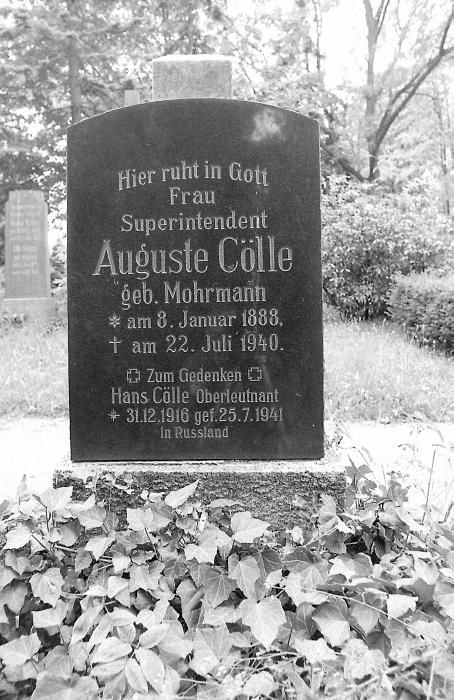 Hier ruht in Gott
Frau
Superintendent
Auguste Cölle
geb. Mohrmann
* am 8. Januar 1888,
† am 22. Juli 1940.
Zum Gedenken
Hans Cölle Oberleutnant
* 31.12.1916 gef. 25.7.1941
in Russland